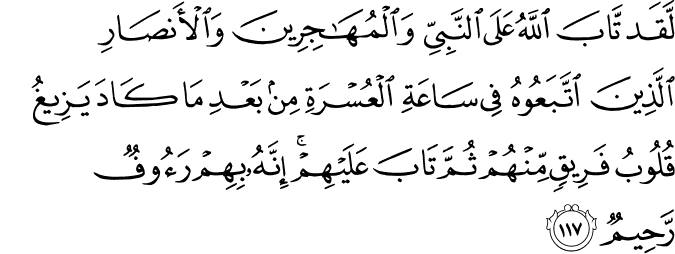 لَّقَد تَّابَ ٱللَّهُ عَلَى ٱلنَّبِىِّ وَٱلْمُهَـٰجِرِينَ وَٱلْأَنصَارِ
ٱلَّذِينَ ٱتَّبَعُوهُ فِى سَاعَةِ ٱلْعُسْرَةِ مِنۢ بَعْدِ مَا كَادَ يَزِيغُ
قُلُوبُ فَرِيقٍ مِّنْهُمْ ثُمَّ تَابَ عَلَيْهِمْ ۚ إِنَّهُۥ بِهِمْ رَءُوفٌ
رَّحِيمٌ ١١٧